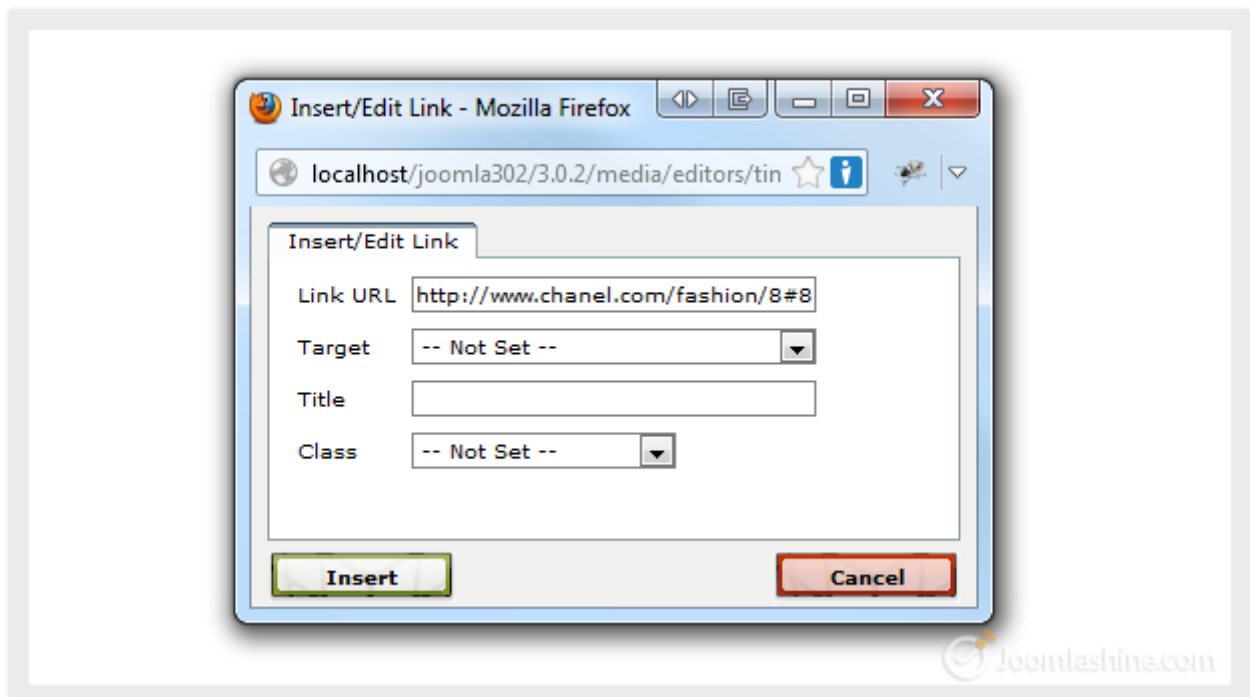 Insert/Edit Link - Mozilla Firefox
localhost/joomla302/3.0.2/media/editors/tin
Insert/Edit Link
Link URL http://www.chanel.com/fashion/8#8
Target -- Not Set --
Title
Class -- Not Set --
Insert Cancel
Joomlashine.com